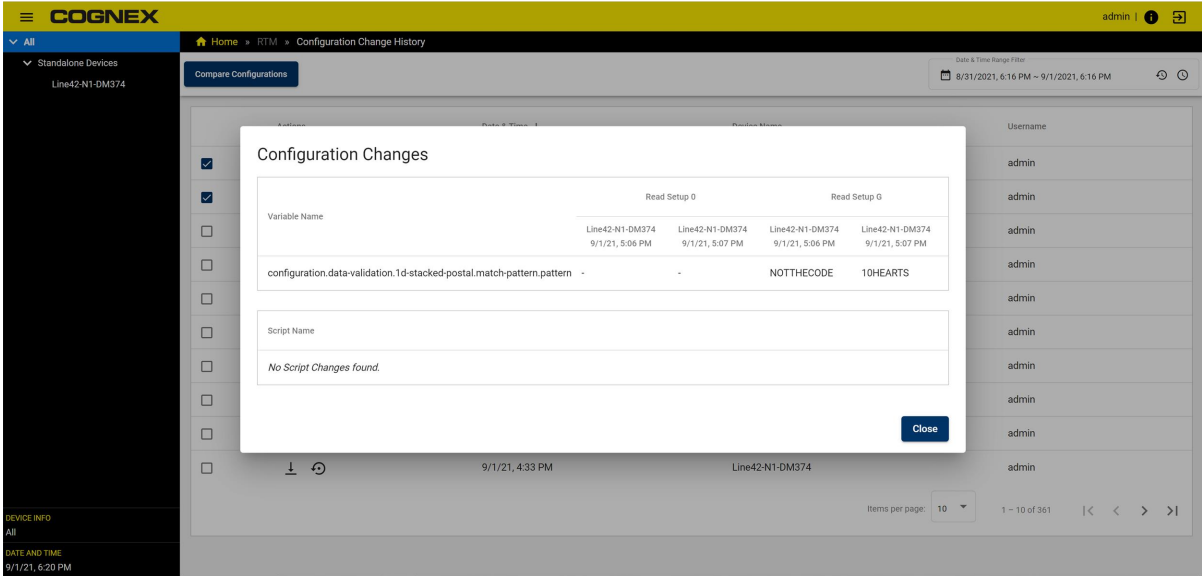 COGNEX
admin |
All
Home » RTM » Configuration Change History
Standalone Devices
Line42-N1-DM374
Compare Configurations
Date & Time Range Filter
8/31/2021, 6:16 PM ~ 9/1/2021, 6:16 PM
Actions Date & Time Device Name Username
Configuration Changes
Variable Name
Read Setup 0 Read Setup G
Line42-N1-DM374 Line42-N1-DM374 Line42-N1-DM374 Line42-N1-DM374
9/1/21, 5:06 PM 9/1/21, 5:07 PM 9/1/21, 5:06 PM 9/1/21, 5:07 PM
configuration.data-validation.1d-stacked-postal.match-pattern.pattern - - NOTTHECODE 10HEARTS
Script Name
No Script Changes found.
Close
admin
admin
admin
admin
admin
admin
admin
admin
admin
9/1/21, 4:33 PM Line42-N1-DM374 admin
Items per page: 10 1 – 10 of 361
DEVICE INFO
All
DATE AND TIME
9/1/21, 6:20 PM